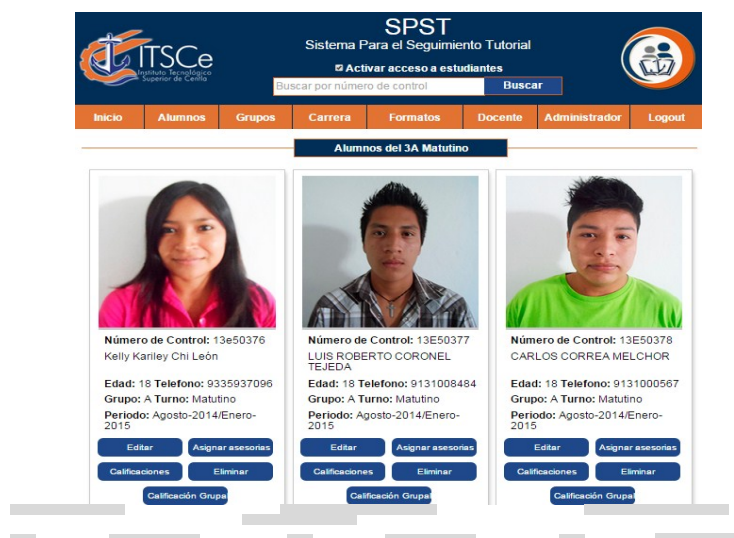 SPST
Sistema Para el Seguimiento Tutorial
ITSCe
Instituto Tecnológico
Superior de Centla
Activar acceso a estudiantes
Buscar por número de control
Buscar
Inicio Alumnos Grupos Carrera Formatos Docente Administrador Logout
Alumnos del 3A Matutino
Número de Control: 13e50376
Kelly Kariley Chi León
Edad: 18 Telefono: 9335937096
Grupo: A Turno: Matutino
Periodo: Agosto-2014/Enero-
2015
Editar Asignar asesorias
Calificaciones Eliminar
Calificación Grupal
Número de Control: 13E50377
LUIS ROBERTO CORONEL
TEJEDA
Edad: 18 Telefono: 9131008484
Grupo: A Turno: Matutino
Periodo: Agosto-2014/Enero-
2015
Editar Asignar asesorias
Calificaciones Eliminar
Calificación Grupal
Número de Control: 13E50378
CARLOS CORREA MELCHOR
Edad: 18 Telefono: 9131000567
Grupo: A Turno: Matutino
Periodo: Agosto-2014/Enero-
2015
Editar Asignar asesorias
Calificaciones Eliminar
Calificación Grupal